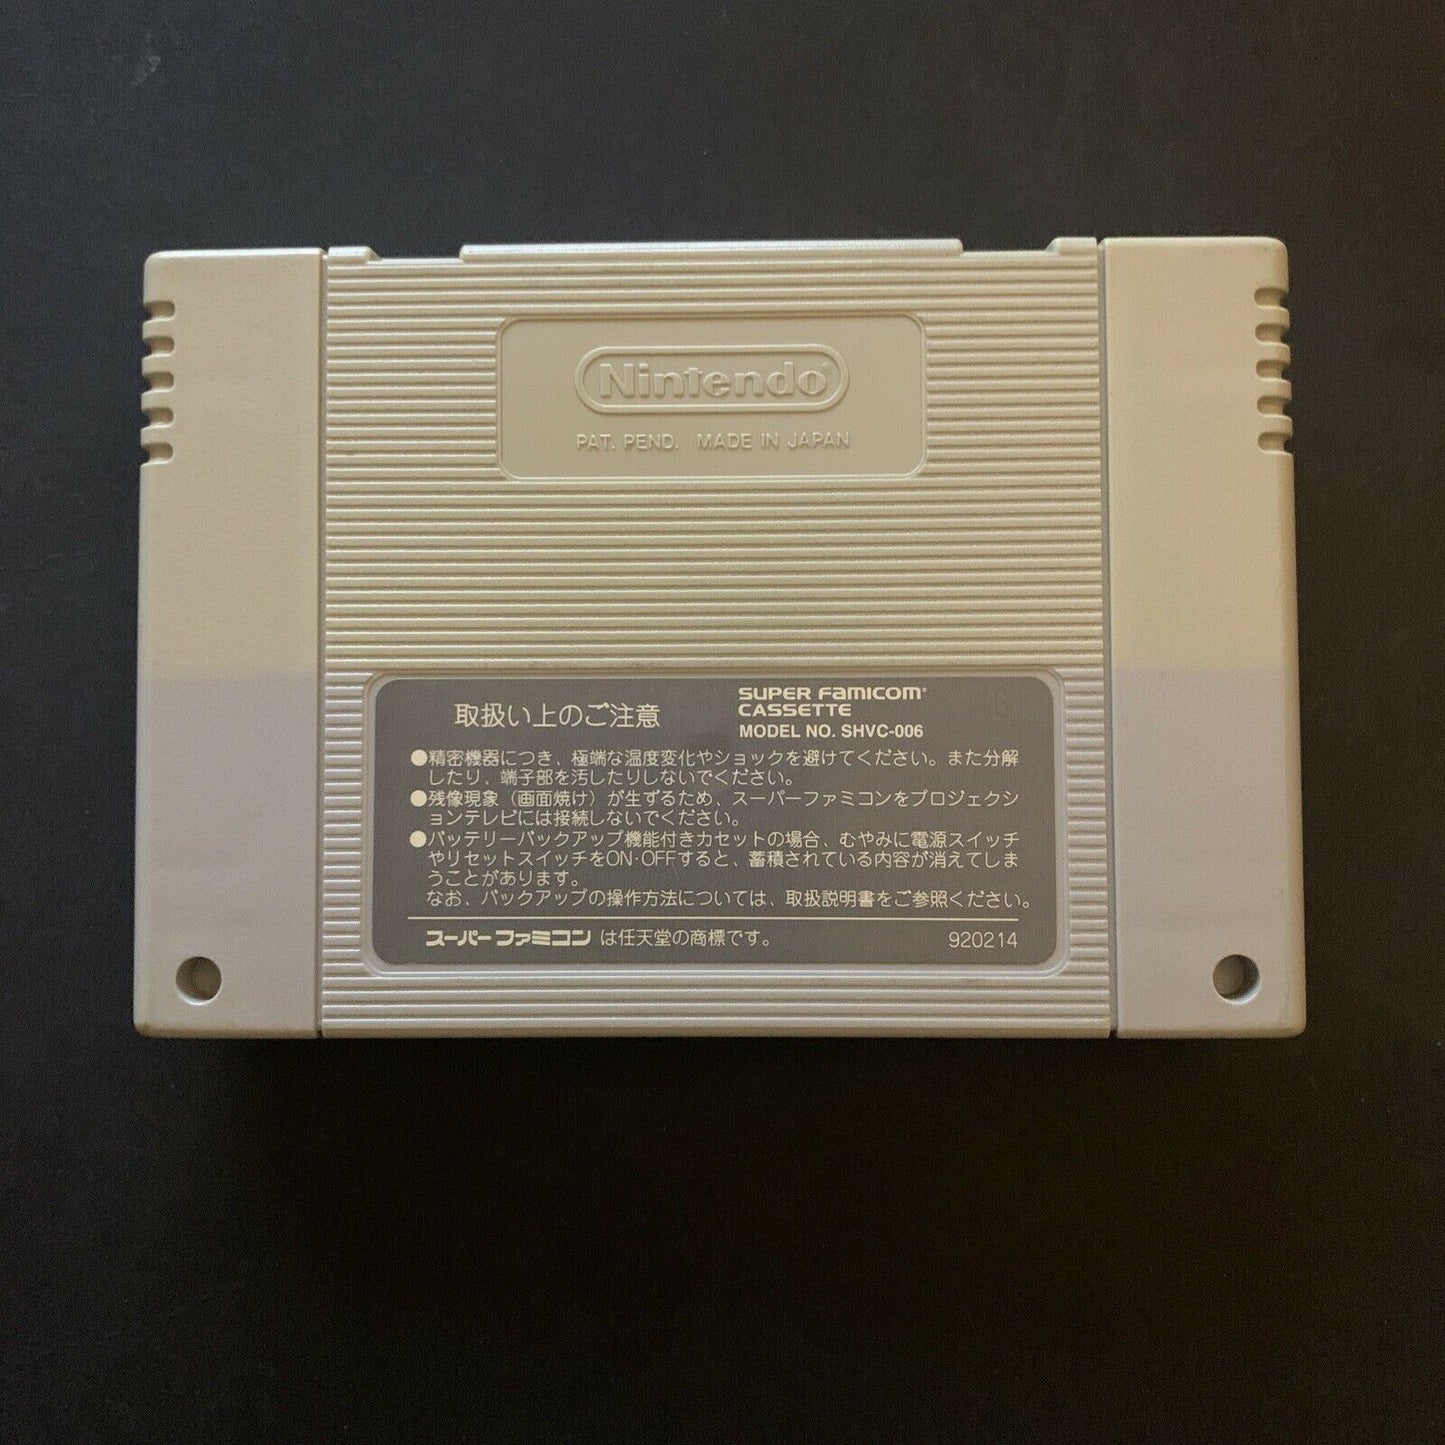 Nintendo®
PAT. PEND. MADE IN JAPAN
取扱い上のご注意
SUPER FAMICOM®
CASSETTE
MODEL NO. SHVC-006
●精密機器につき、極端な温度変化やショックを避けてください。また分解
したり、端子部を汚したりしないでください。
●残像現象（画面焼け）が生ずるため、スーパーファミコンをプロジェクシ
ョンテレビには接続しないでください。
●バッテリーバックアップ機能付きカセットの場合、むやみに電源スイッチ
やリセットスイッチをON・OFFすると、蓄積されている内容が消えてしま
うことがあります。
なお、バックアップの操作方法については、取扱説明書をご参照ください。
スーパーファミコンは任天堂の商標です。 920214